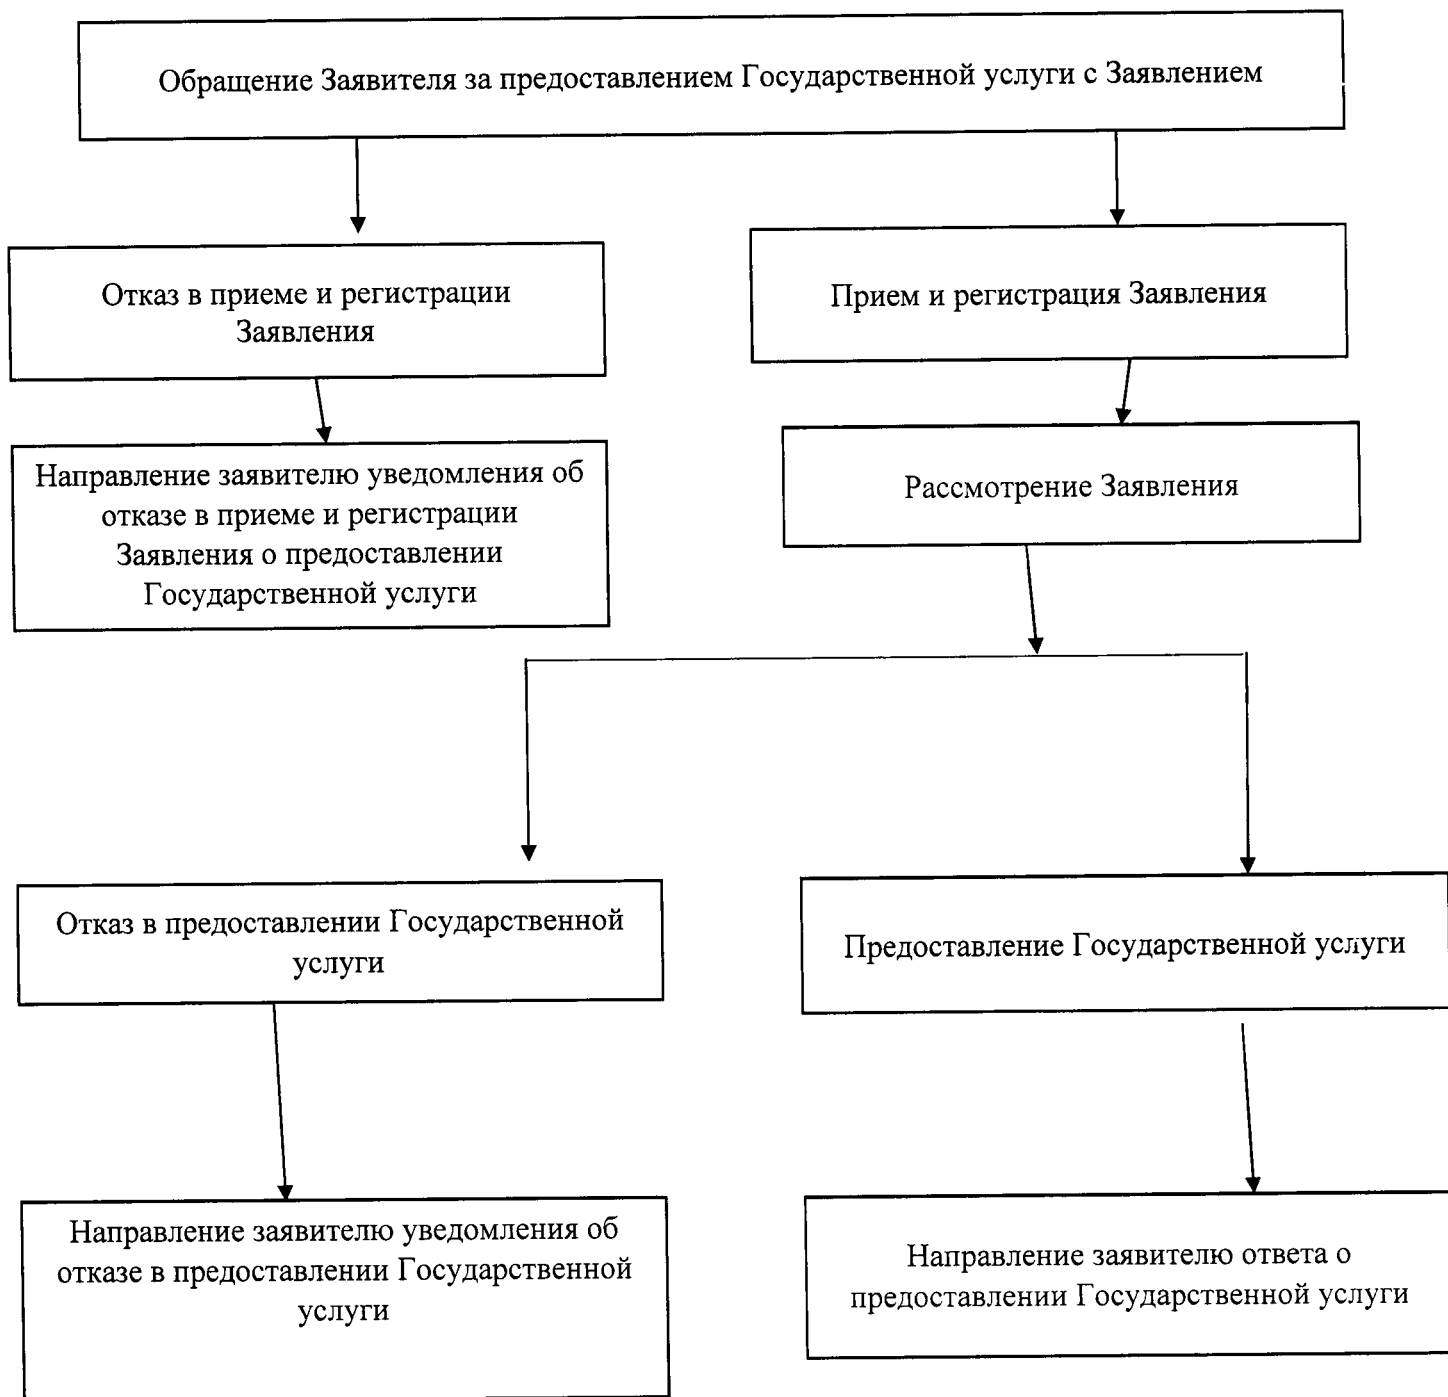 Обращение Заявителя за предоставлением Государственной услуги с Заявлением
Отказ в приеме и регистрации
Заявления
Прием и регистрация Заявления
Направление заявителю уведомления об
отказе в приеме и регистрации
Заявления о предоставлении
Государственной услуги
Рассмотрение Заявления
Отказ в предоставлении Государственной
услуги
Предоставление Государственной услуги
Направление заявителю уведомления об
отказе в предоставлении Государственной
услуги
Направление заявителю ответа о
предоставлении Государственной услуги